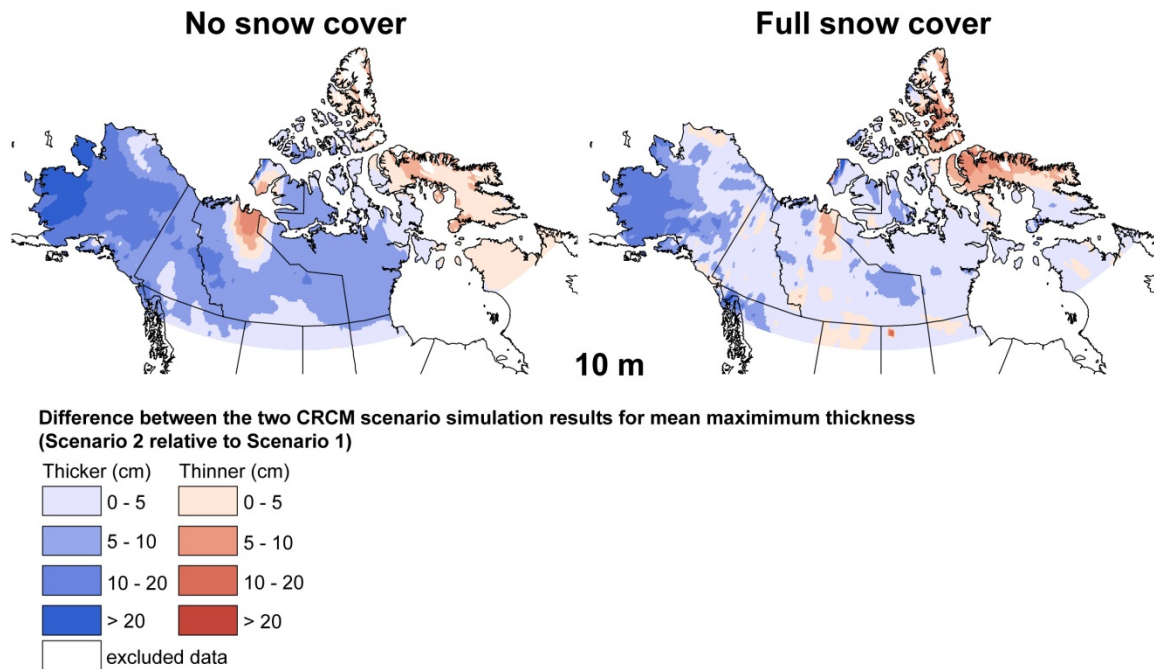 No snow cover
Full snow cover
10 m
Difference between the two CRCM scenario simulation results for mean maximimum thickness
(Scenario 2 relative to Scenario 1)
Thicker (cm) Thinner (cm)
0 - 5 0 - 5
5 - 10 5 - 10
10 - 20 10 - 20
> 20 > 20
excluded data